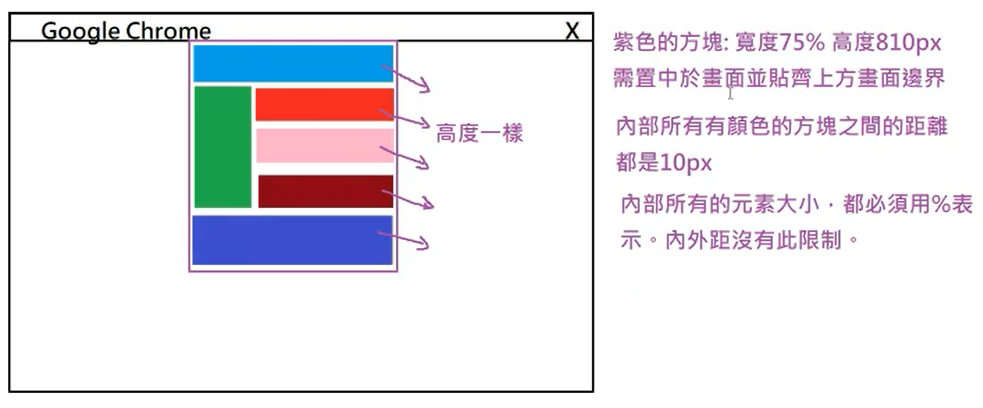 Google Chrome
X
高度一樣
紫色的方塊: 寬度75% 高度810px
需置中於畫面並貼齊上方畫面邊界
內部所有有顏色的方塊之間的距離
都是10px
內部所有的元素大小，都必須用%表
示。內外距沒有此限制。